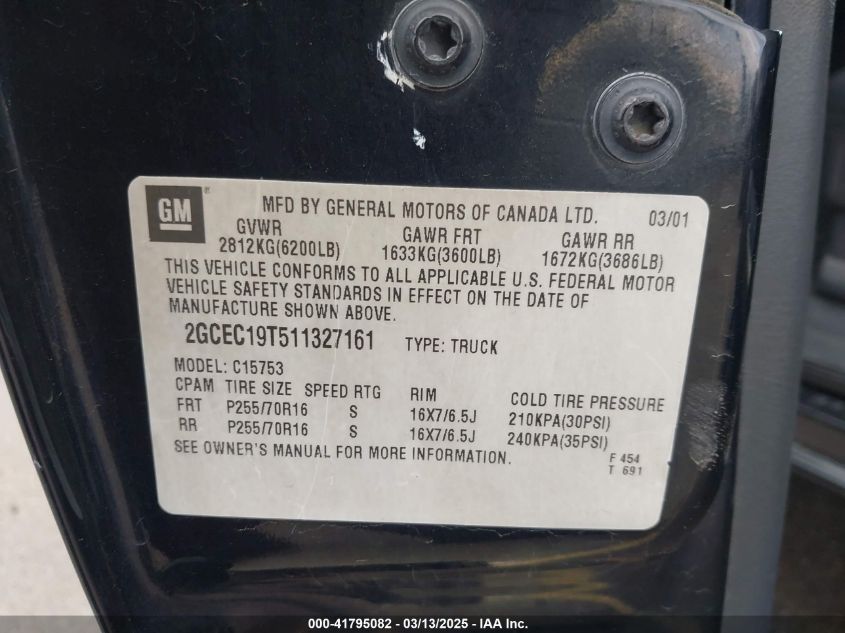 GM ® MFD BY GENERAL MOTORS OF CANADA LTD. 03/01
GVWR GAWR FRT GAWR RR
2812KG(6200LB) 1633KG(3600LB) 1672KG(3686LB)
THIS VEHICLE CONFORMS TO ALL APPLICABLE U.S. FEDERAL MOTOR
VEHICLE SAFETY STANDARDS IN EFFECT ON THE DATE OF
MANUFACTURE SHOWN ABOVE.
2GCEC19T511327161 TYPE: TRUCK
MODEL: C15753
CPAM TIRE SIZE SPEED RTG RIM COLD TIRE PRESSURE
FRT P255/70R16 S 16X7/6.5J 210KPA(30PSI)
RR P255/70R16 S 16X7/6.5J 240KPA(35PSI)
SEE OWNER'S MANUAL FOR MORE INFORMATION.
F 454
T 691
000-41795082 — 03/13/2025 — IAA Inc.